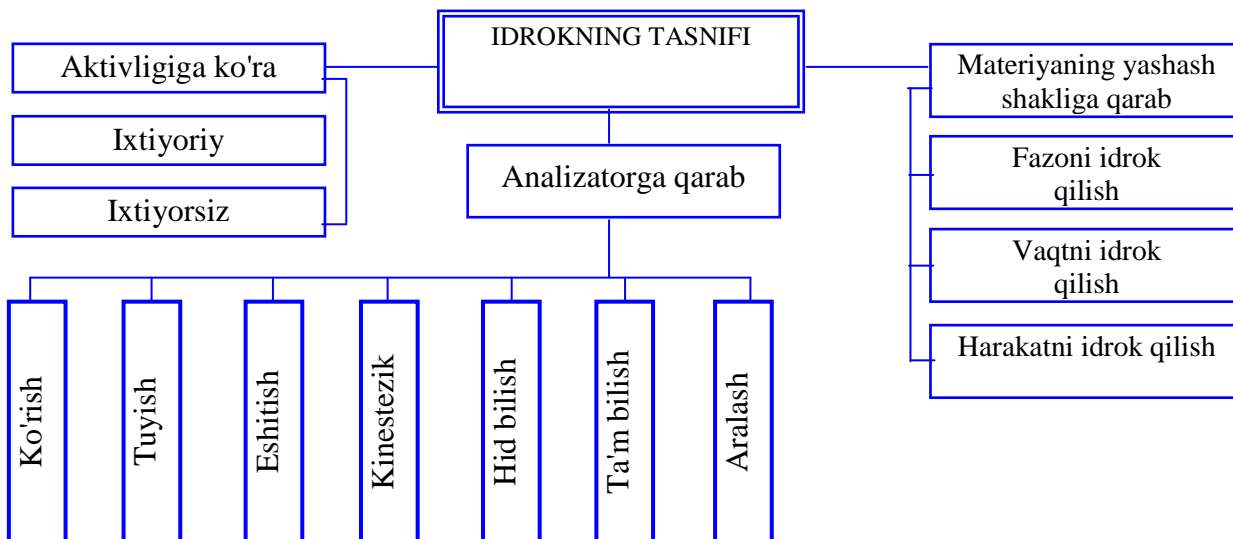 IDROKNING TASNIFI
Aktivligiga ko'ra
Ixtiyoriy
Ixtiyorsiz
Analizatorga qarab
Ko'rish
Tuyish
Eshitish
Kinestezik
Hid bilish
Ta'm bilish
Aralash
Materiyaning yashash
shakliga qarab
Fazoni idrok
qilish
Vaqtni idrok
qilish
Harakatni idrok qilish